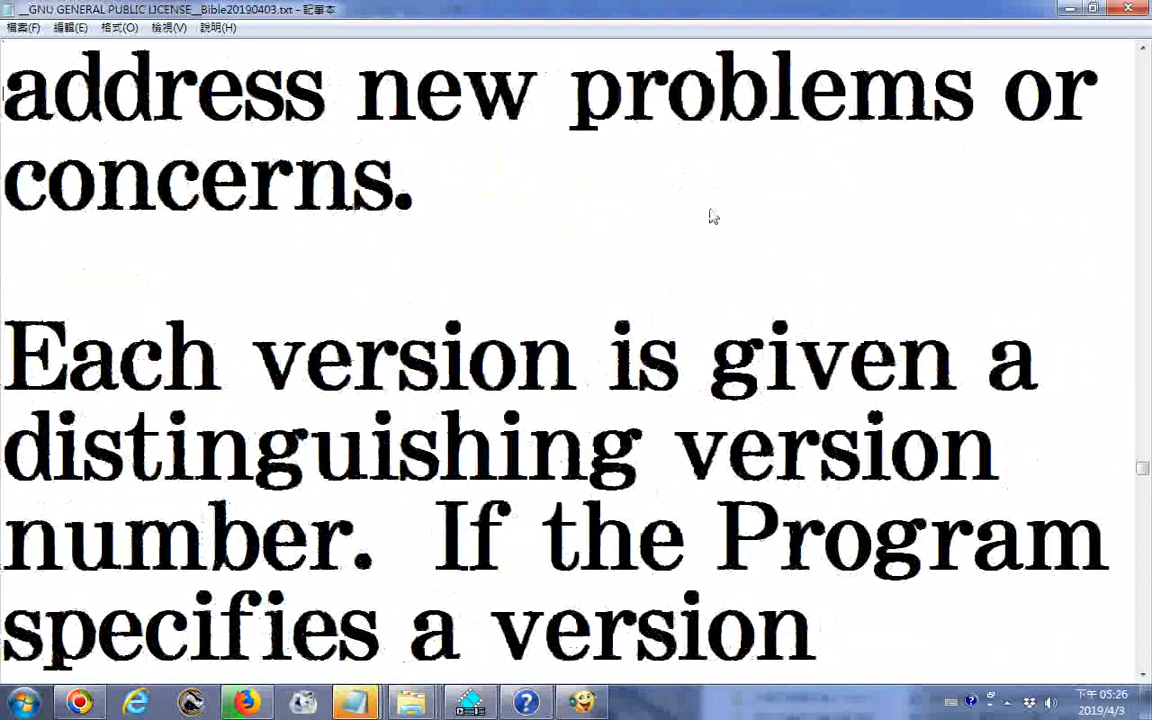 __GNU GENERAL PUBLIC LICENSE__Bible20190403.txt - 記事本
檔案(F) 編輯(E) 格式(O) 檢視(V) 說明(H)
address new problems or
concerns.
Each version is given a
distinguishing version
number.  If the Program
specifies a version
下午 05:26
2019/4/3